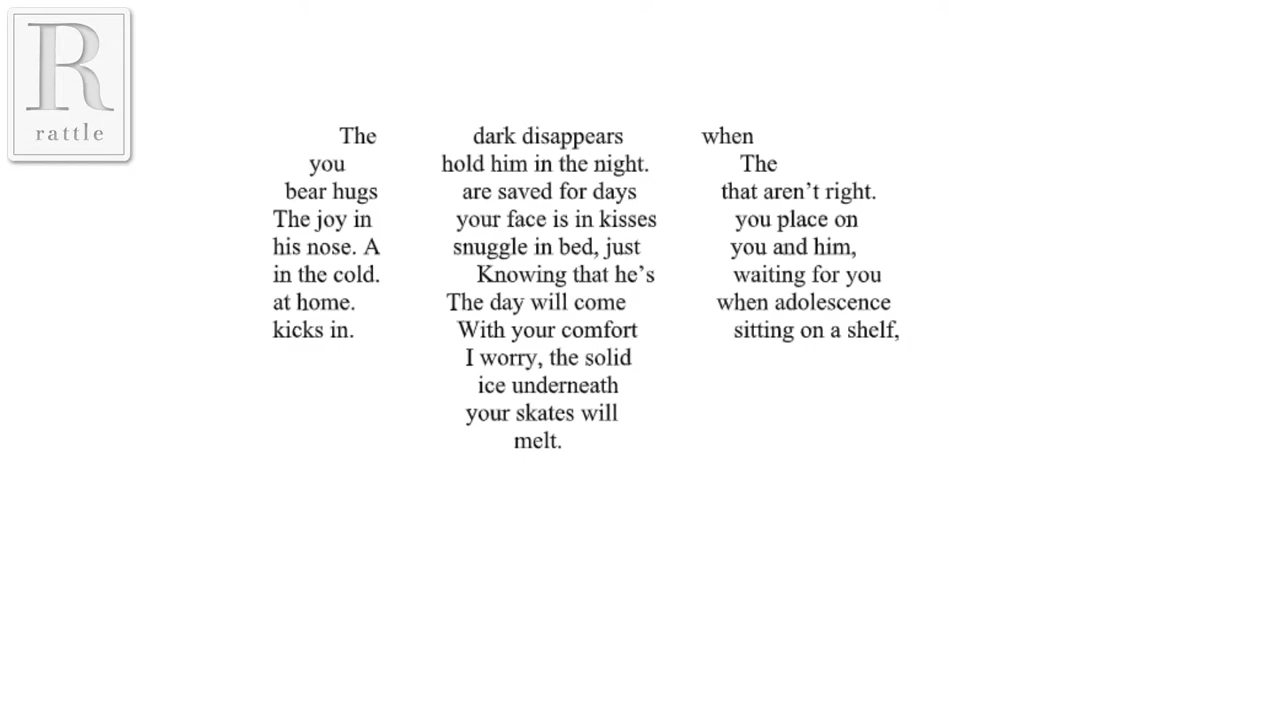 R
rattle
The dark disappears when
you hold him in the night. The
bear hugs are saved for days that aren’t right.
The joy in your face is in kisses you place on
his nose. A snuggle in bed, just you and him,
in the cold. Knowing that he’s waiting for you
at home. The day will come when adolescence
kicks in. With your comfort sitting on a shelf,
I worry, the solid
ice underneath
your skates will
melt.